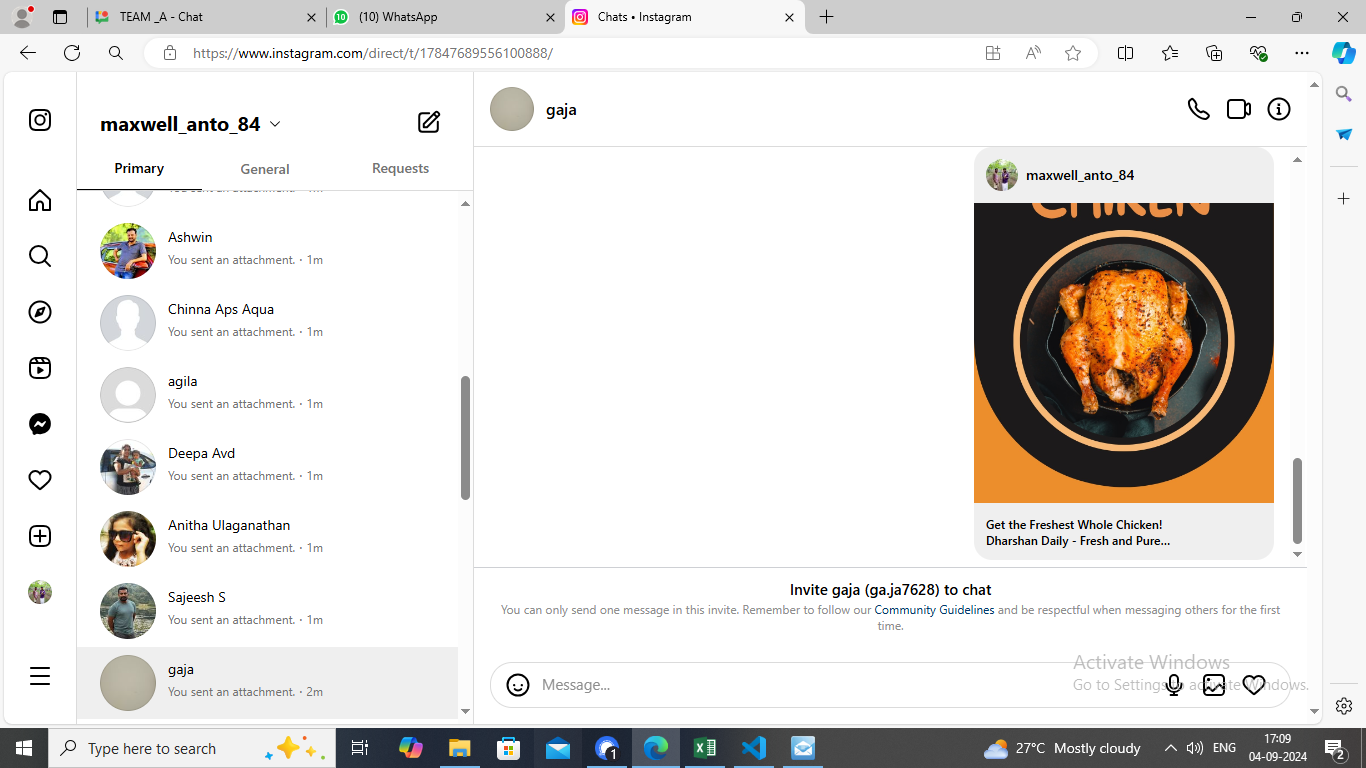 TEAM _A - Chat
10
(10) WhatsApp
Chats • Instagram
https://www.instagram.com/direct/t/17847689556100888/
maxwell_anto_84
Primary
General
Requests
Ashwin
You sent an attachment. · 1m
Chinna Aps Aqua
You sent an attachment. · 1m
agila
You sent an attachment. · 1m
Deepa Avd
You sent an attachment. · 1m
Anitha Ulaganathan
You sent an attachment. · 1m
Sajeesh S
You sent an attachment. · 1m
gaja
You sent an attachment. · 2m
gaja
maxwell_anto_84
Get the Freshest Whole Chicken!
Dharshan Daily - Fresh and Pure...
Invite gaja (ga.ja7628) to chat
You can only send one message in this invite. Remember to follow our Community Guidelines and be respectful when messaging others for the first
time.
Message...
Activate Windows
Go to Settings to activate Windows.
Type here to search
27°C Mostly cloudy
ENG
17:09
04-09-2024
2